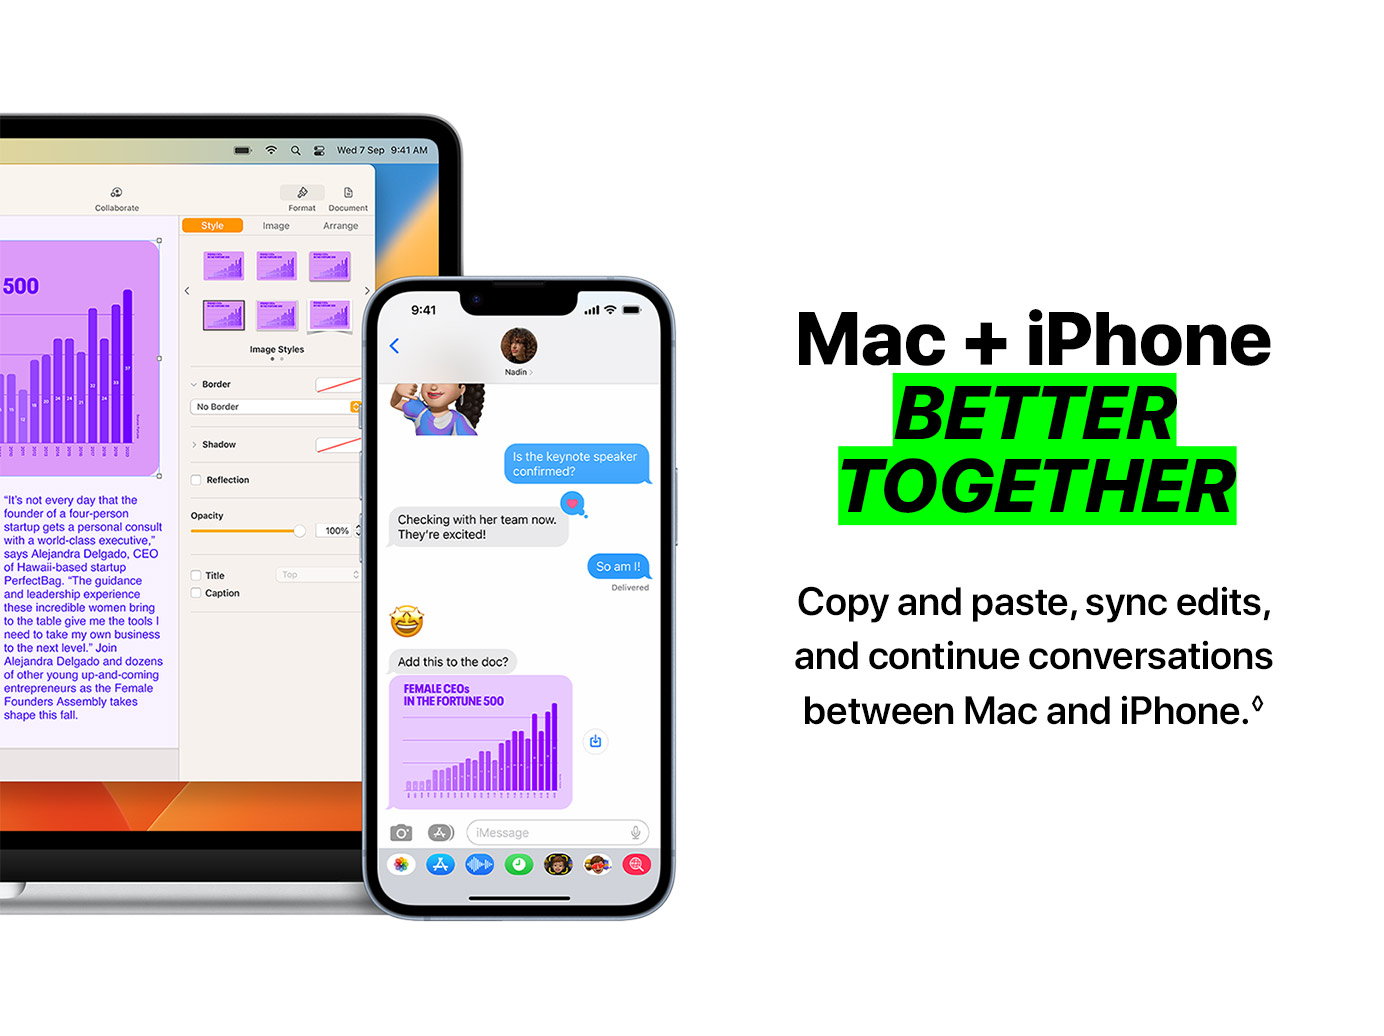 Wed 7 Sep 9:41 AM
Collaborate
Format
Document
Style
Image
Arrange
500
Image Styles
Border
No Border
Shadow
Reflection
Opacity
100%
Title
Top
Caption
“It’s not every day that the
founder of a four-person
startup gets a personal consult
with a world-class executive,”
says Alejandra Delgado, CEO
of Hawaii-based startup
PerfectBag. “The guidance
and leadership experience
these incredible women bring
to the table give me the tools I
need to take my own business
to the next level.” Join
Alejandra Delgado and dozens
of other young up-and-coming
entrepreneurs as the Female
Founders Assembly takes
shape this fall.
9:41
Nadin
Is the keynote speaker
confirmed?
Checking with her team now.
They’re excited!
So am I!
Delivered
Add this to the doc?
FEMALE CEOs
IN THE FORTUNE 500
iMessage
Mac + iPhone
BETTER
TOGETHER
Copy and paste, sync edits,
and continue conversations
between Mac and iPhone.◊